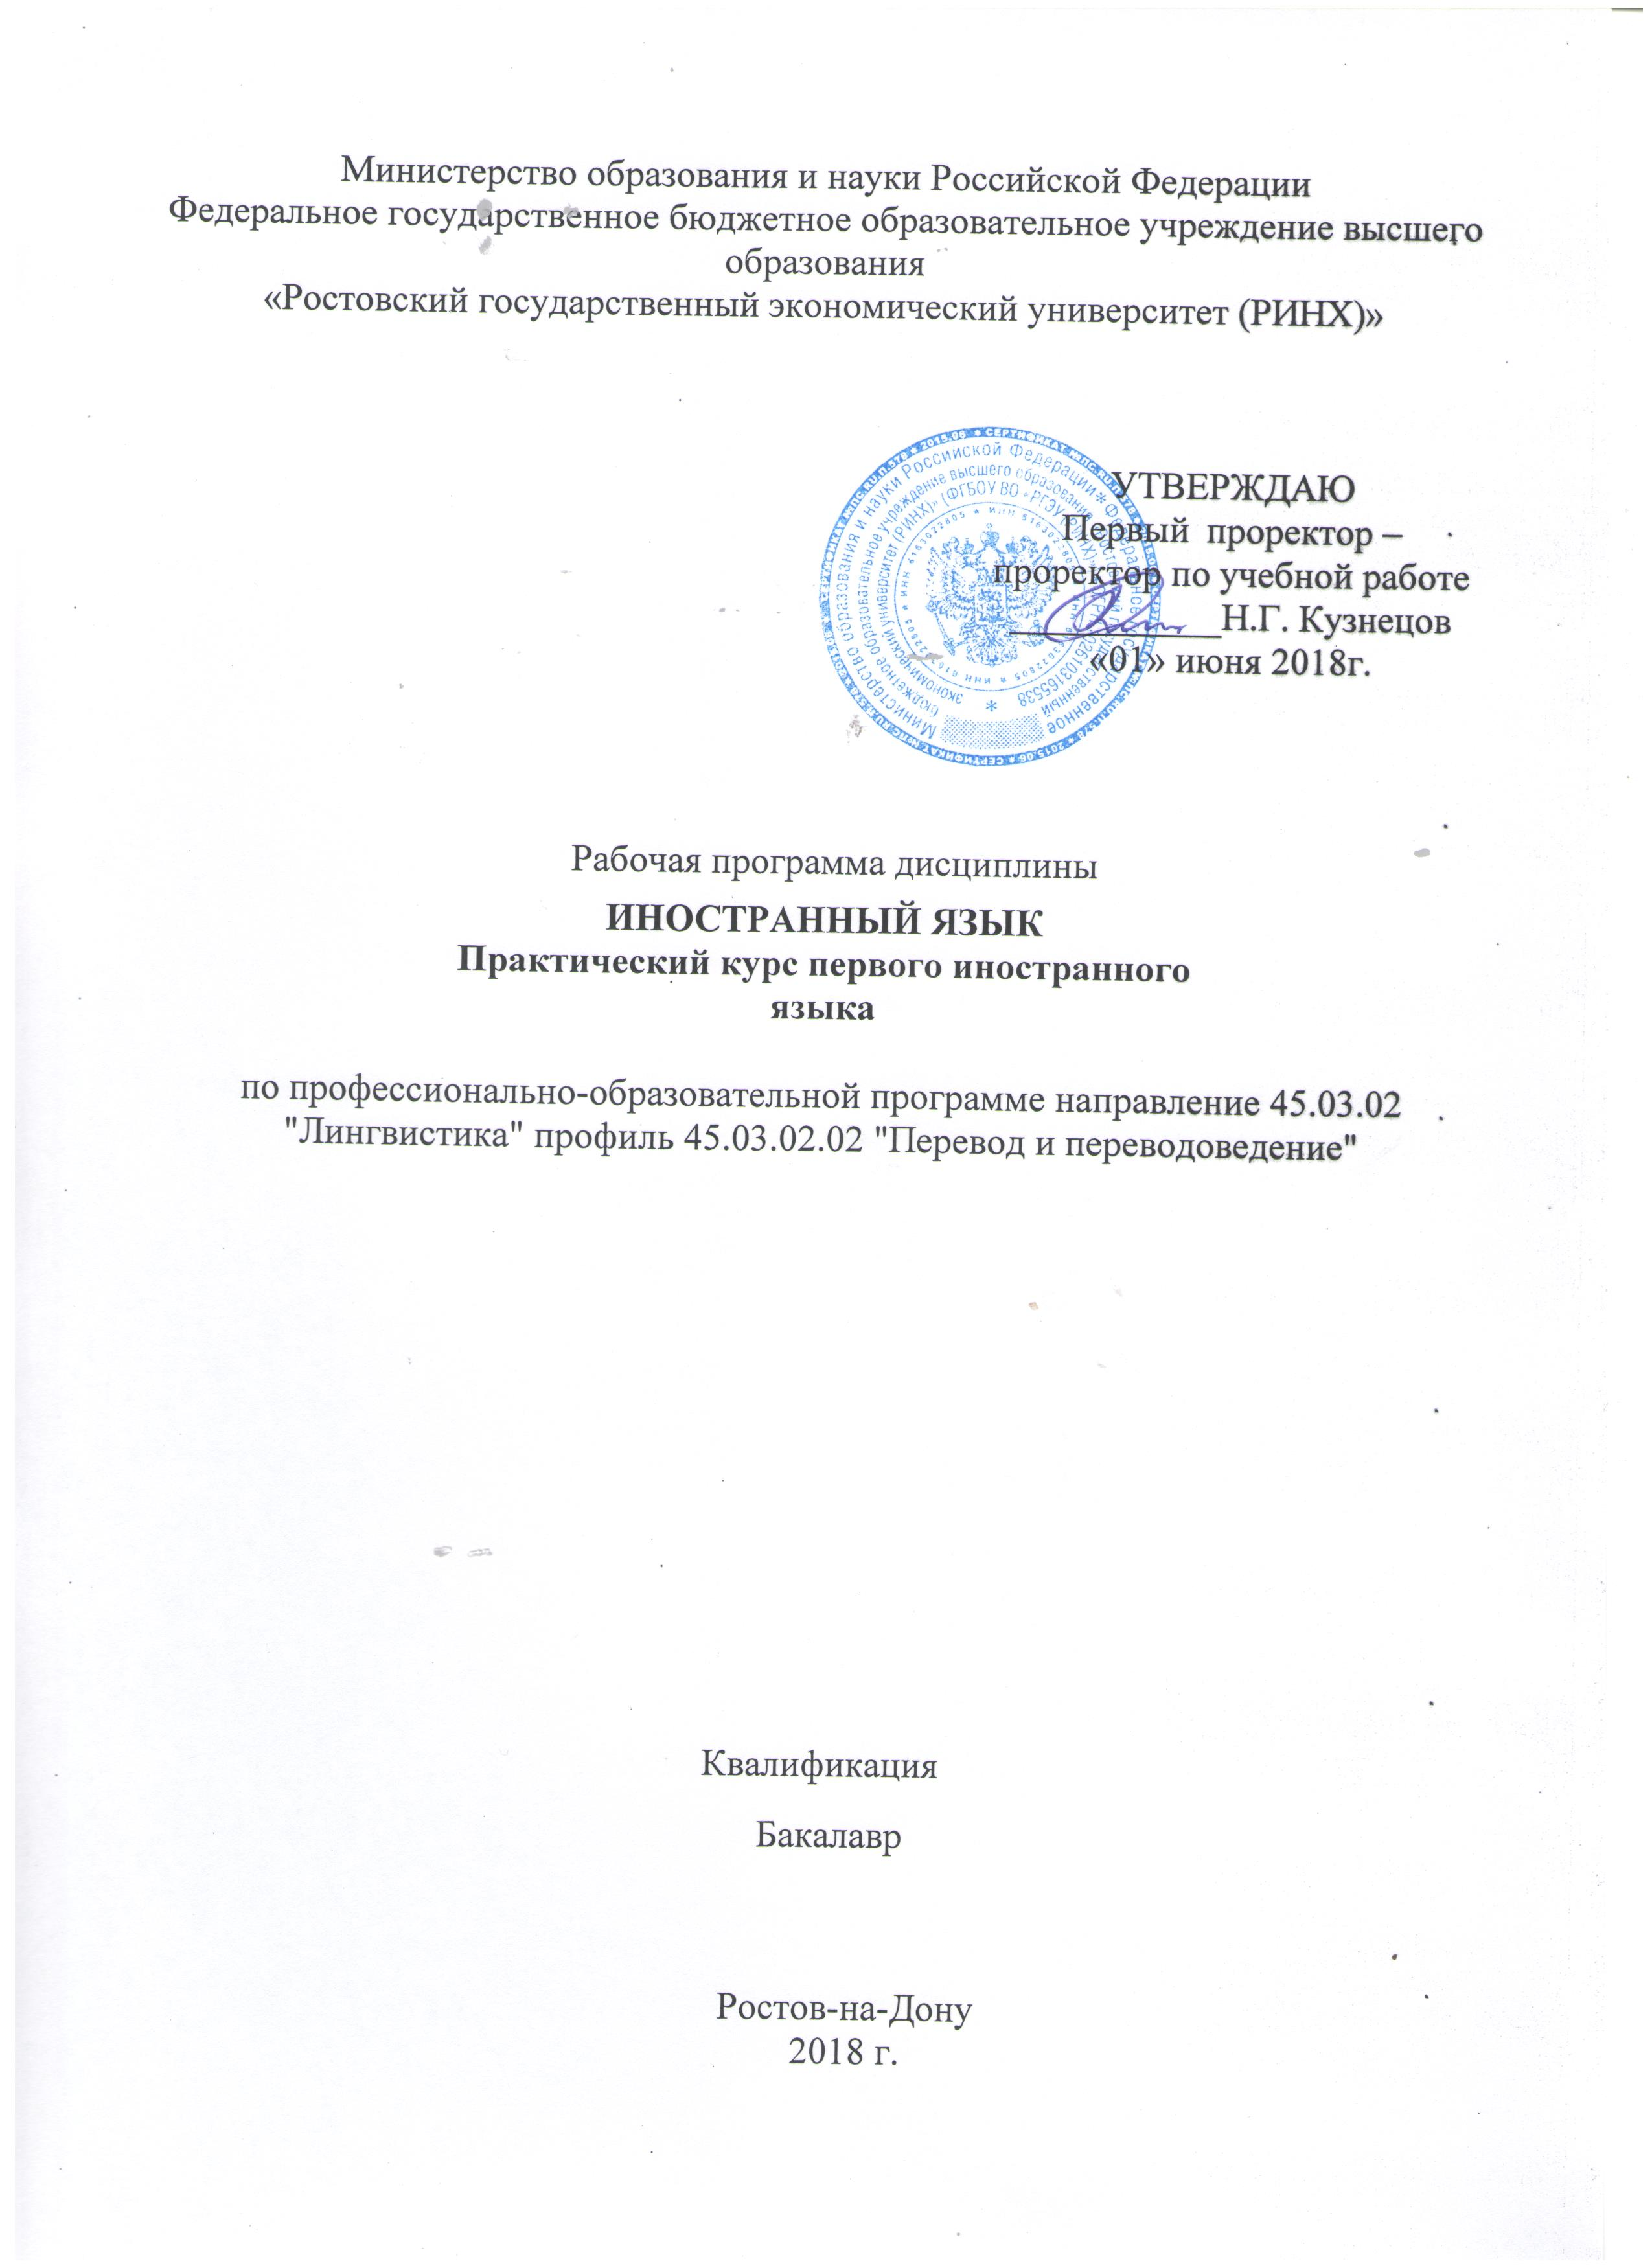 Министерство образования и науки Российской Федерации
Федеральное государственное бюджетное образовательное учреждение высшего
образования
«Ростовский государственный экономический университет (РИНХ)»
УТВЕРЖДАЮ
Первый проректор –
проректор по учебной работе
____________Н.Г. Кузнецов
«01» июня 2018г.
Рабочая программа дисциплины
ИНОСТРАННЫЙ ЯЗЫК
Практический курс первого иностранного
языка
по профессионально-образовательной программе направление 45.03.02
"Лингвистика" профиль 45.03.02.02 "Перевод и переводоведение"
Квалификация
Бакалавр
Ростов-на-Дону
2018 г.